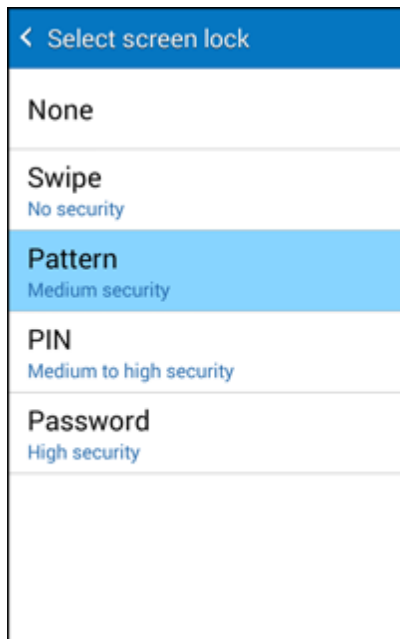 Select screen lock
None
Swipe
No security
Pattern
Medium security
PIN
Medium to high security
Password
High security